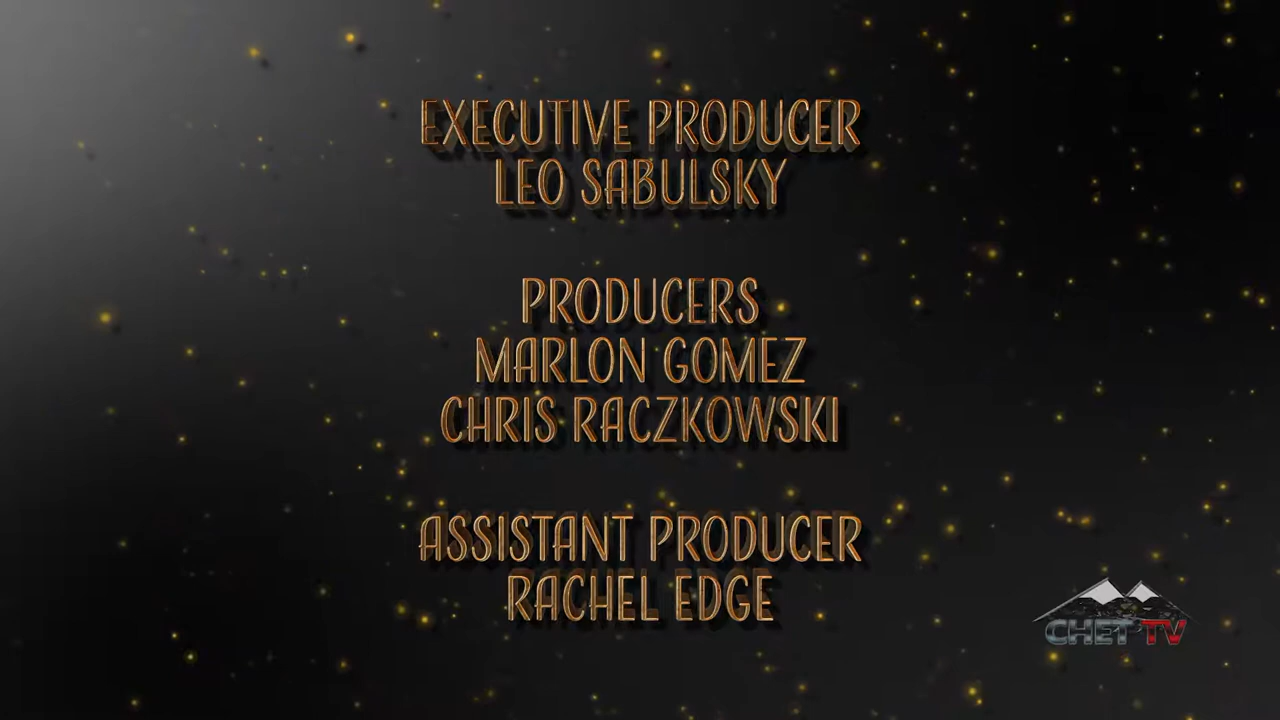 EXECUTIVE PRODUCER
LEO SABULSKY
PRODUCERS
MARLON GOMEZ
CHRIS RACZKOWSKI
ASSISTANT PRODUCER
RACHEL EDGE
CHET TV